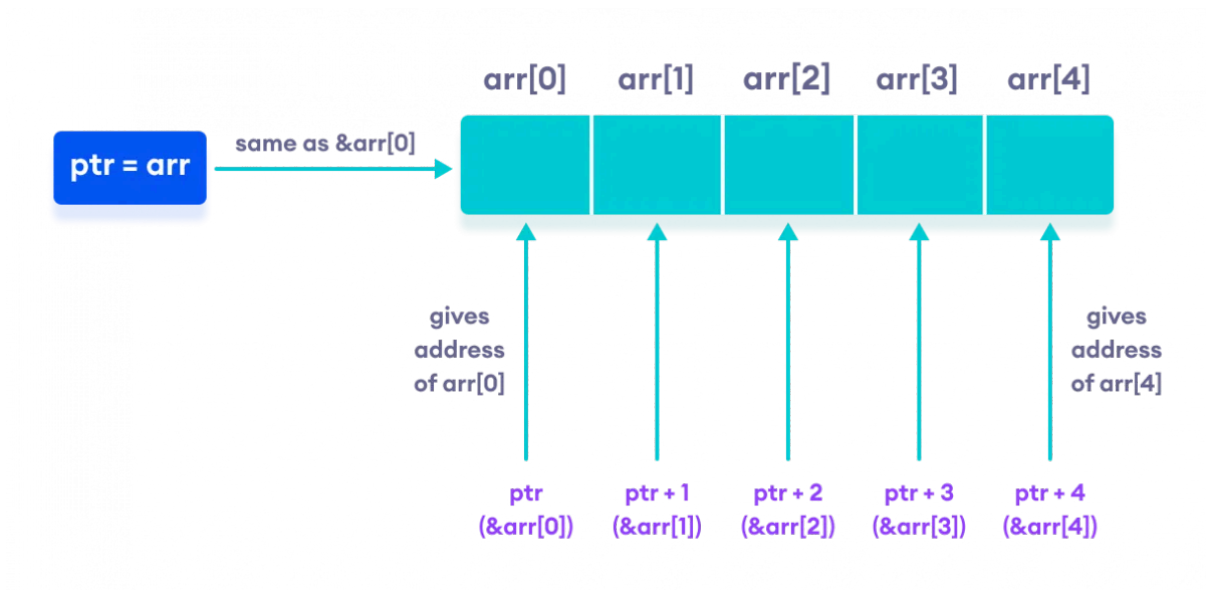 arr[0] arr[1] arr[2] arr[3] arr[4]
ptr = arr
same as &arr[0]
gives
address
of arr[0]
gives
address
of arr[4]
ptr
(&arr[0])
ptr + 1
(&arr[1])
ptr + 2
(&arr[2])
ptr + 3
(&arr[3])
ptr + 4
(&arr[4])